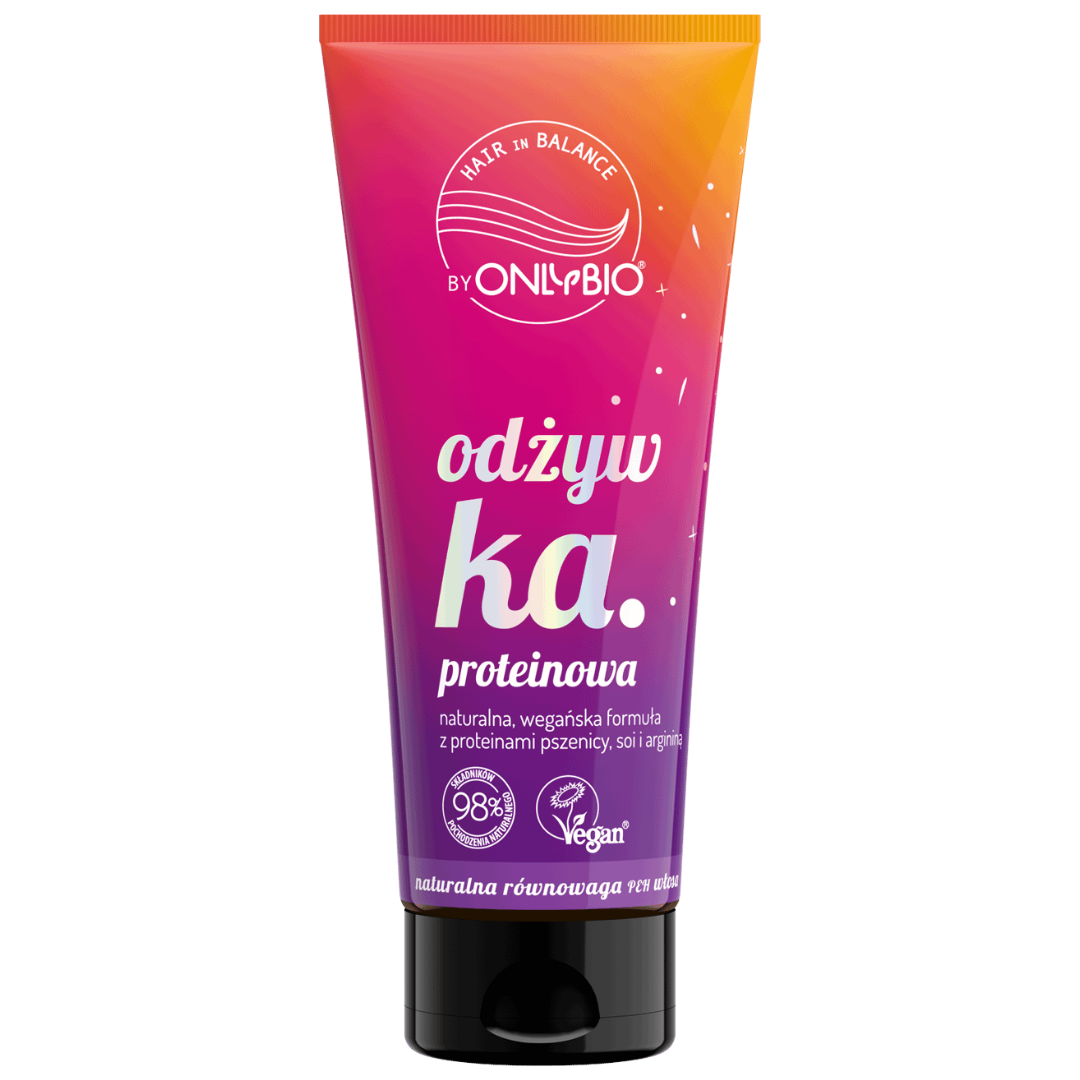 HAIR IN BALANCE
BY ONLYBIO®
odżyw
ka.
proteinowa
naturalna, wegańska formuła
z proteinami pszenicy, soi i argininą
SKŁADNIKÓW
98%
POCHODZENIA NATURALNEGO
Vegan®
naturalna równowaga PEH włosa